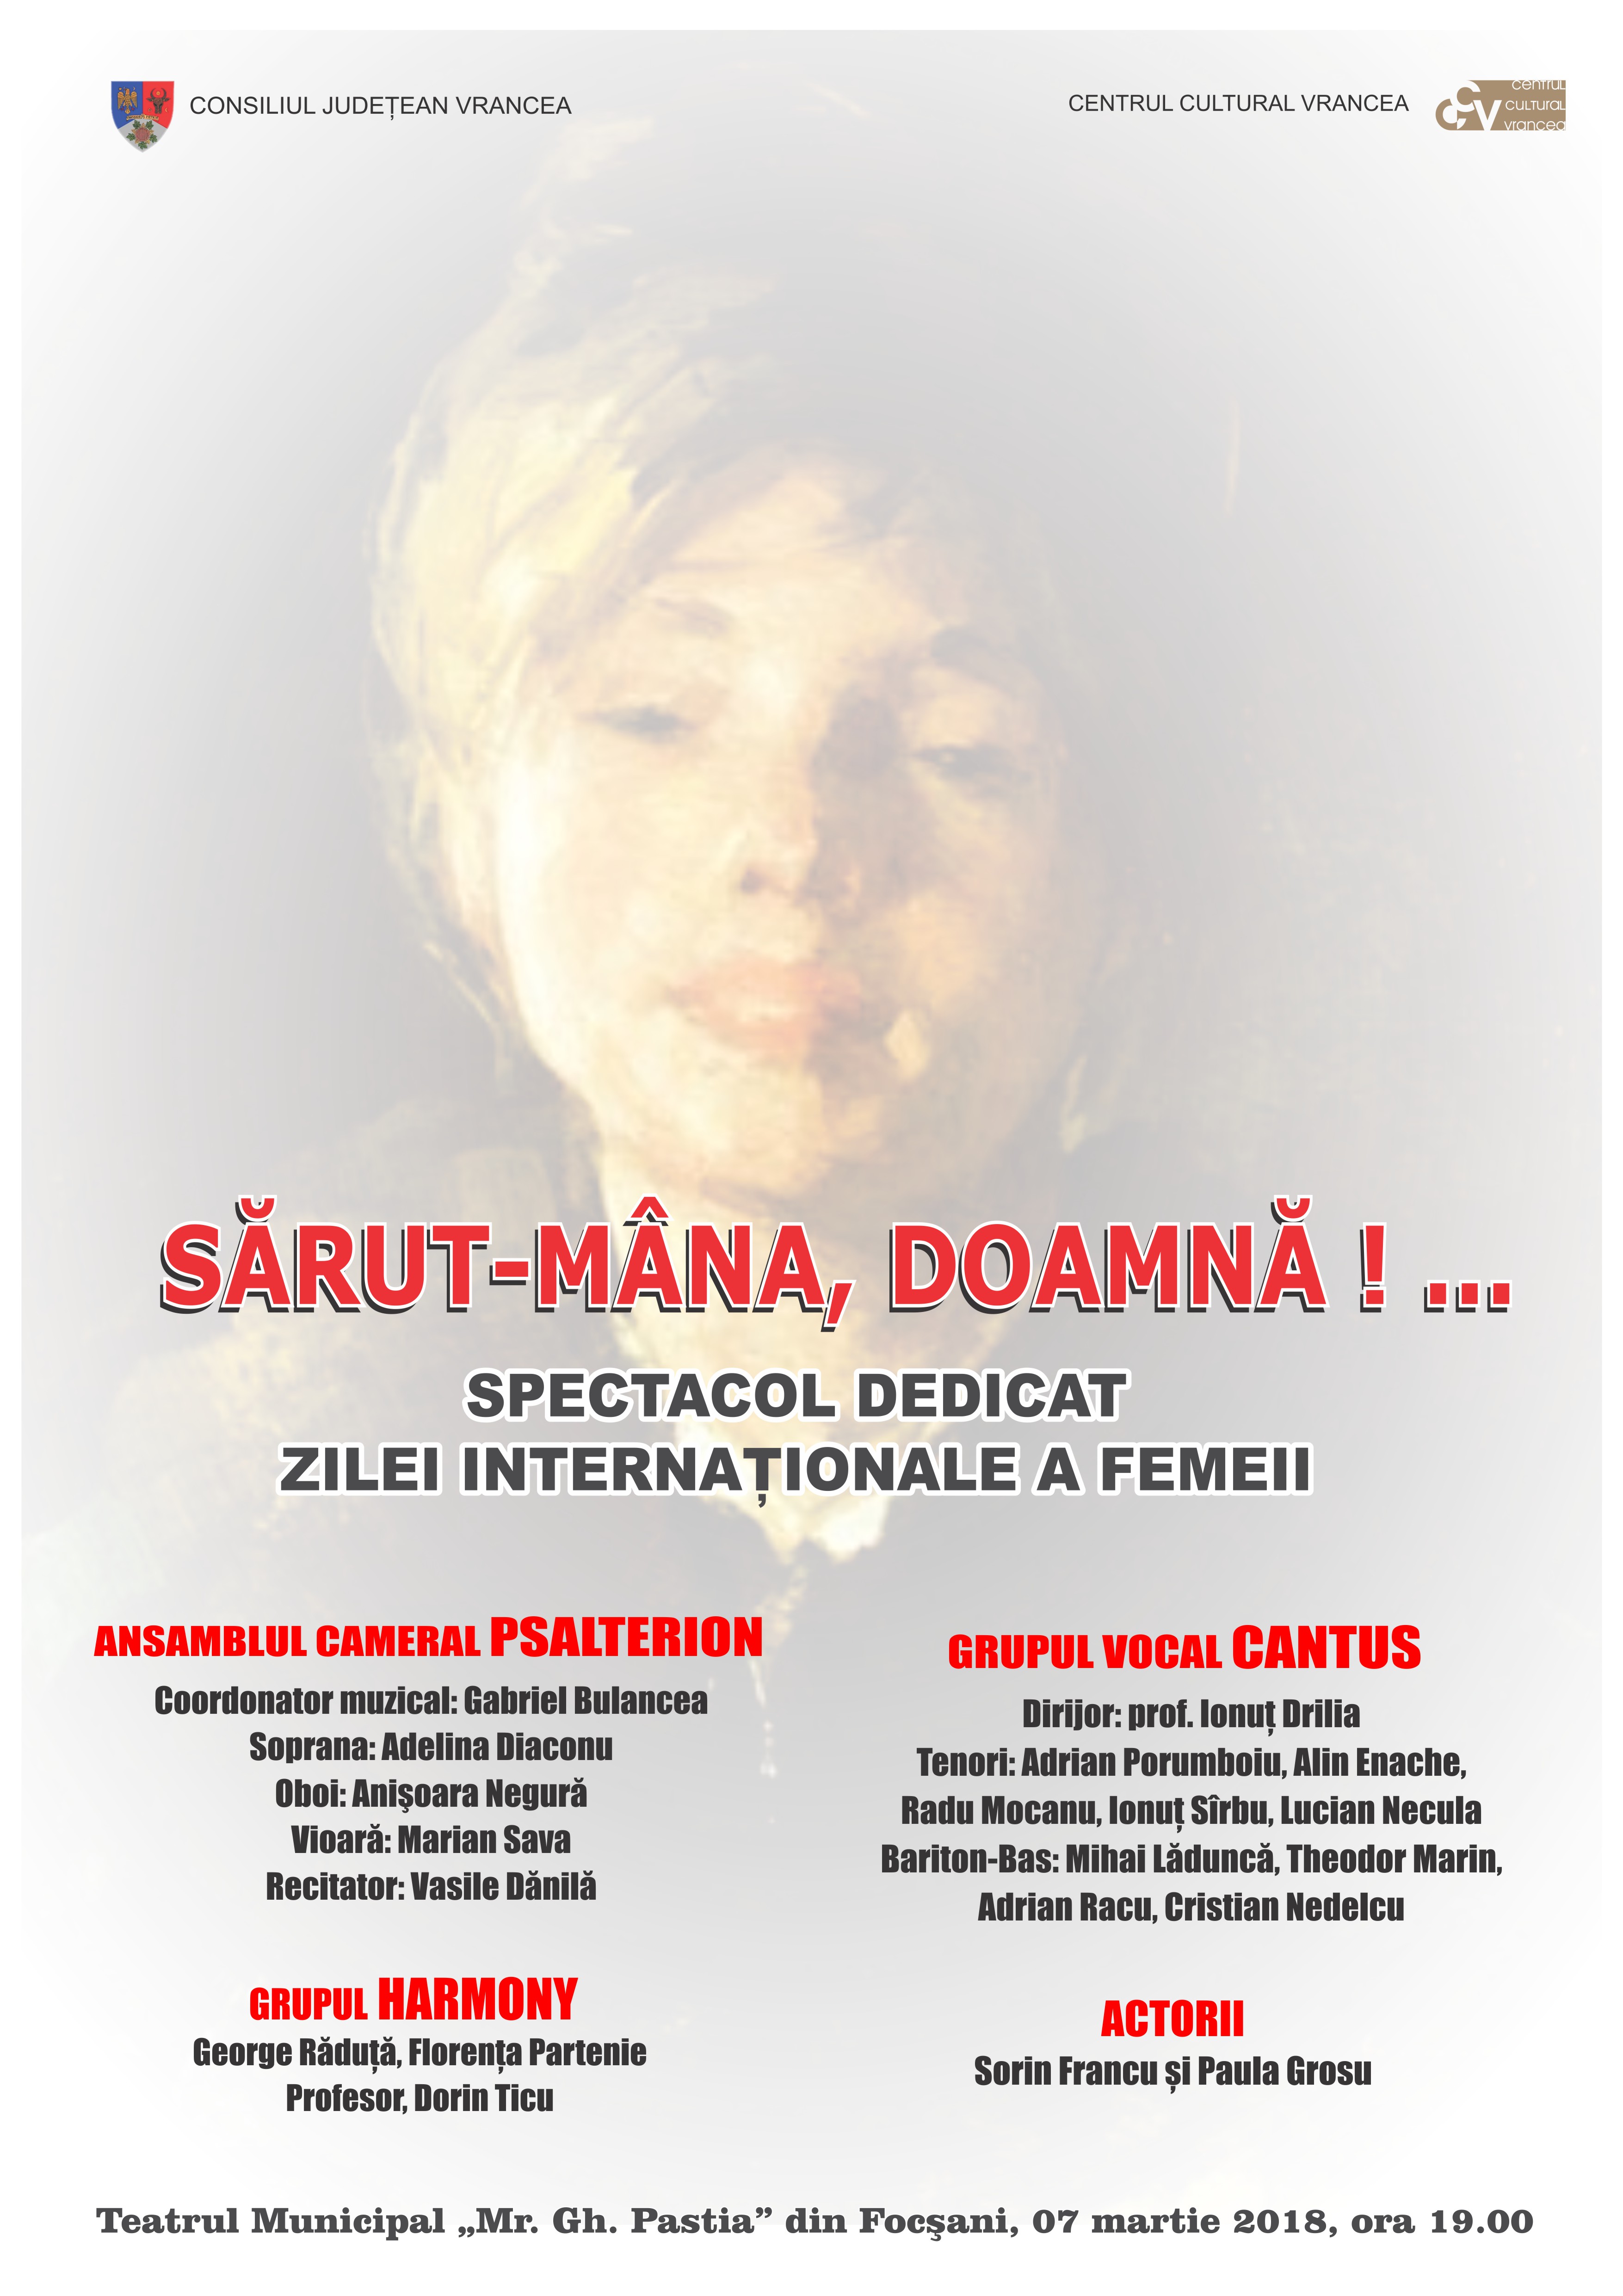 CONSILIUL JUDEȚEAN VRANCEA
CENTRUL CULTURAL VRANCEA
ccv
centrul
cultural
vrancea
SĂRUT-MÂNA, DOAMNĂ ! ...
SPECTACOL DEDICAT
ZILEI INTERNAȚIONALE A FEMEII
ANSAMBLUL CAMERAL PSALTERION
Coordonator muzical: Gabriel Bulancea
Soprana: Adelina Diaconu
Oboi: Anişoara Negură
Vioară: Marian Sava
Recitator: Vasile Dănilă
GRUPUL HARMONY
George Răduță, Florența Partenie
Profesor, Dorin Ticu
GRUPUL VOCAL CANTUS
Dirijor: prof. Ionuț Drilia
Tenori: Adrian Porumboiu, Alin Enache,
Radu Mocanu, Ionuț Sîrbu, Lucian Necula
Bariton-Bas: Mihai Lăduncă, Theodor Marin,
Adrian Racu, Cristian Nedelcu
ACTORII
Sorin Francu și Paula Grosu
Teatrul Municipal „Mr. Gh. Pastia” din Focşani, 07 martie 2018, ora 19.00